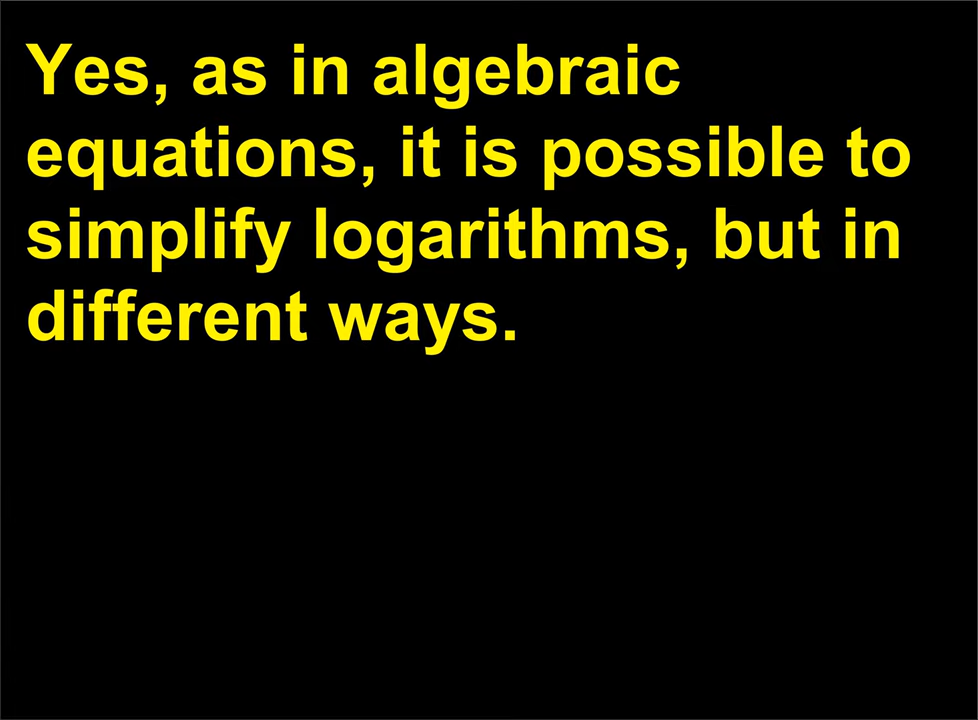 Yes, as in algebraic
equations, it is possible to
simplify logarithms, but in
different ways.